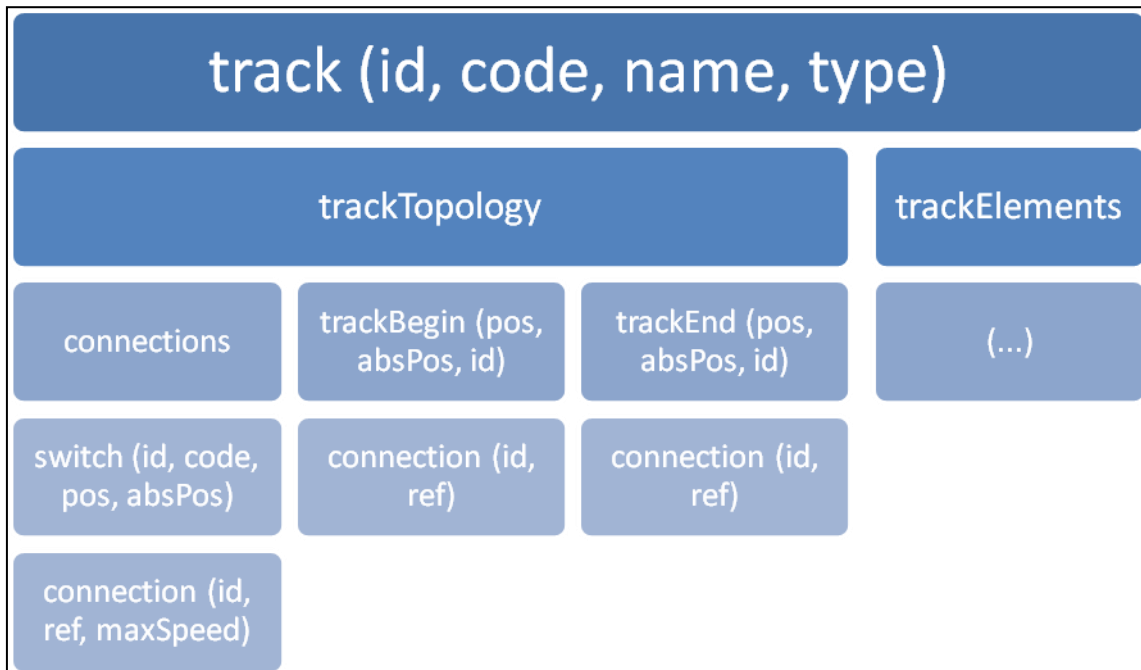 track (id, code, name, type)
trackTopology
trackElements
connections
trackBegin (pos,
absPos, id)
trackEnd (pos,
absPos, id)
(...)
switch (id, code,
pos, absPos)
connection (id,
ref)
connection (id,
ref)
connection (id,
ref, maxSpeed)